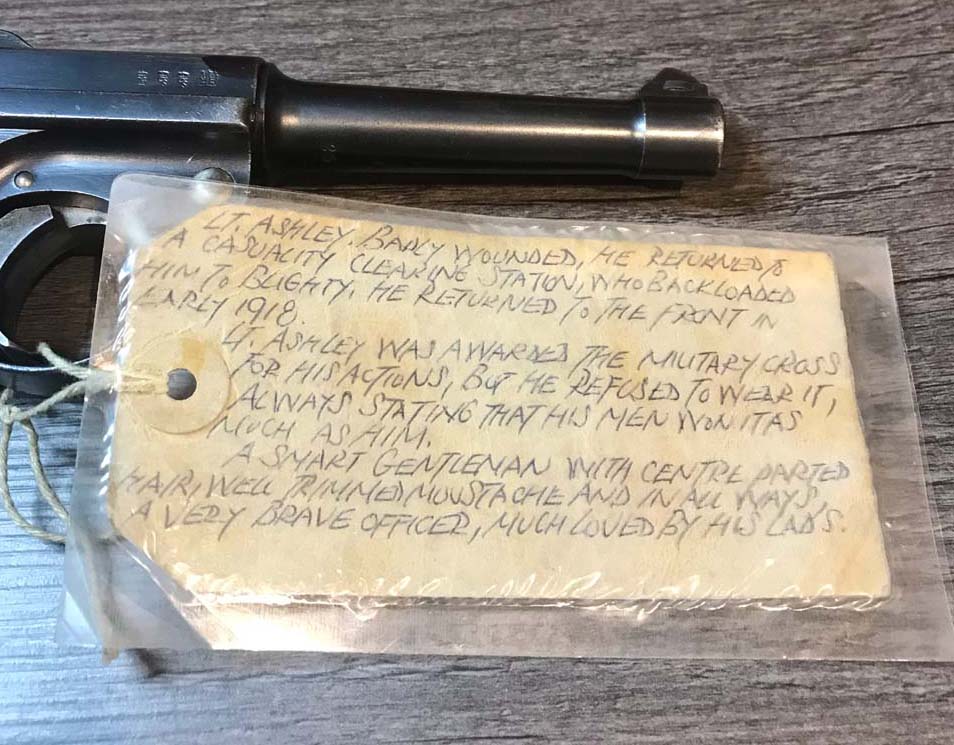 LT. ASHLEY. BADLY WOUNDED, HE RETURNED TO
A CASUALITY CLEARING STATION, WHO BACKLOADED
HIM TO BLIGHTY. HE RETURNED TO THE FRONT IN
EARLY 1918.
LT. ASHLEY WAS AWARDED THE MILITARY CROSS
FOR HIS ACTIONS, BUT HE REFUSED TO WEAR IT,
ALWAYS STATING THAT HIS MEN WON IT AS
MUCH AS HIM.
A SMART GENTLEMAN WITH CENTRE PARTED
HAIR, WELL TRIMMED MOUSTACHE AND IN ALL WAYS
A VERY BRAVE OFFICER, MUCH LOVED BY HIS LADS.